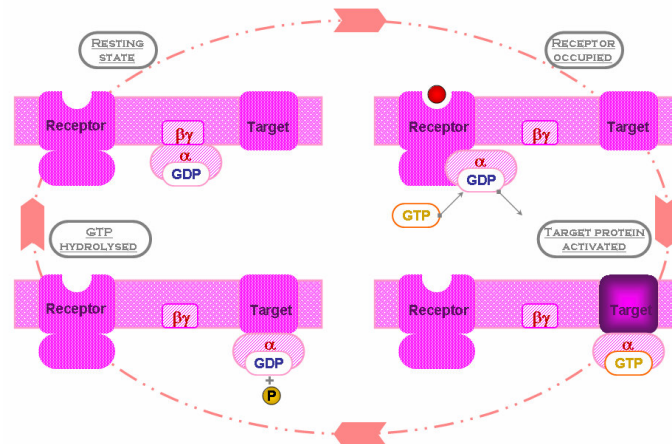 RESTING
STATE
RECEPTOR
OCCUPIED
Receptor
βγ
Target
α
GDP
Receptor
βγ
Target
α
GDP
GTP
GTP
HYDROLYSED
TARGET PROTEIN
ACTIVATED
Receptor
βγ
Target
α
GDP
+
P
Receptor
βγ
Target
α
GTP